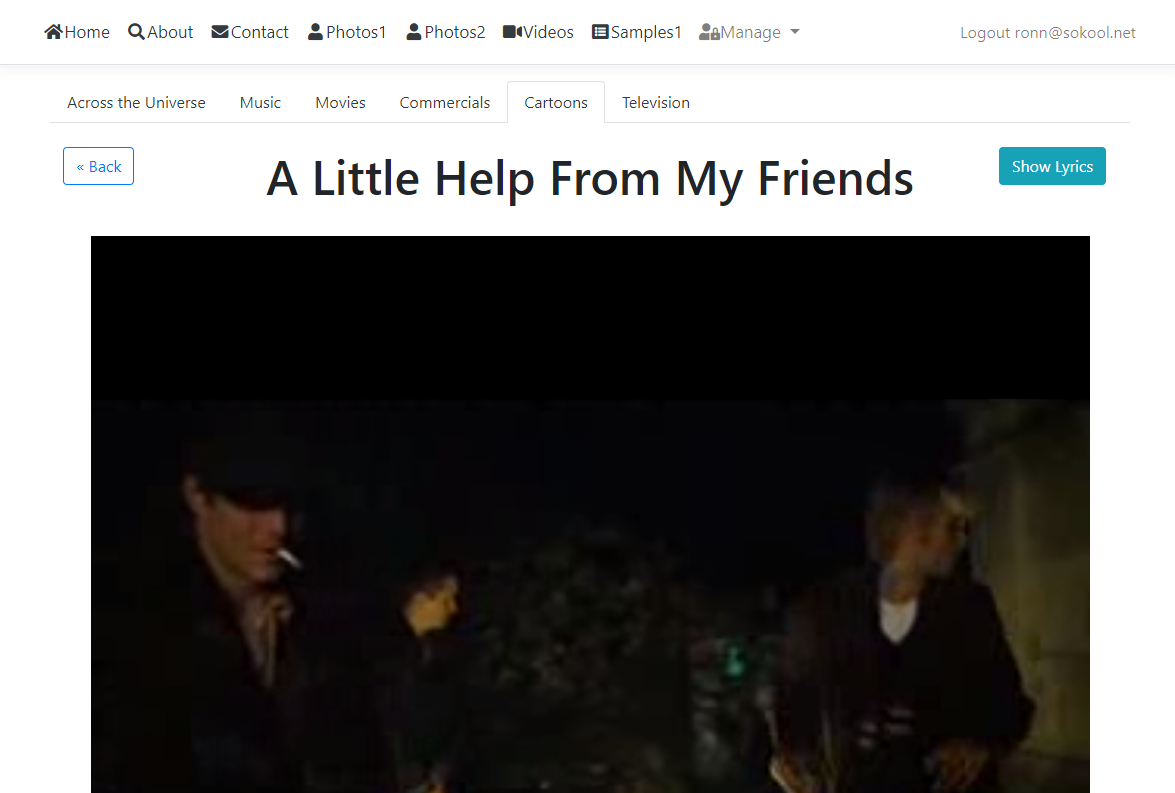 Home About Contact Photos1 Photos2 Videos Samples1 Manage Logout ronn@sokool.net
Across the Universe Music Movies Commercials Cartoons Television
« Back A Little Help From My Friends Show Lyrics